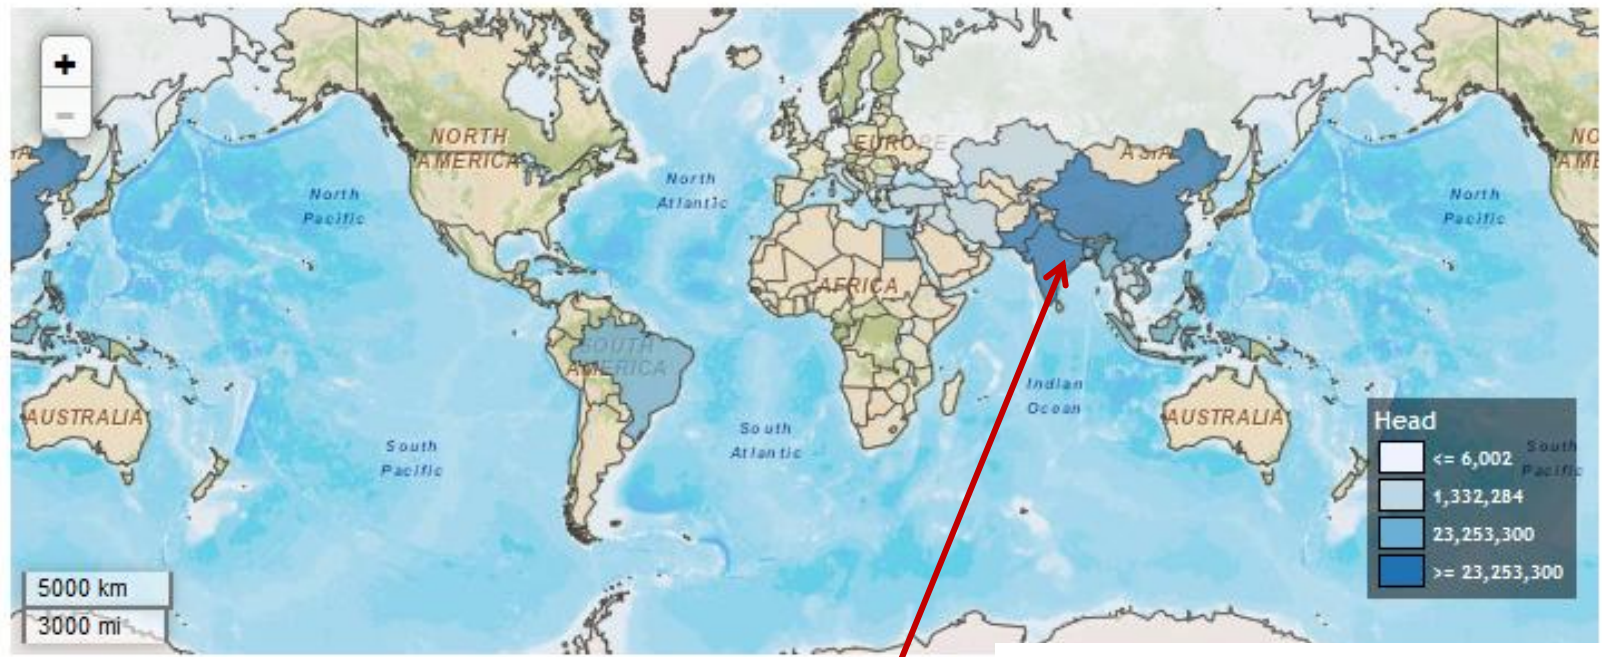 +
−
NORTH
AMERICA
North
Pacific
North
Atlantic
EUROPE
ASIA
North
Pacific
NO
AME
A
AFRICA
SOUTH
AMERICA
AUSTRALIA
South
Pacific
South
Atlantic
Indian
Ocean
AUSTRALIA
South
Pacific
Head
<= 6,002
1,332,284
23,253,300
>= 23,253,300
5000 km
3000 mi